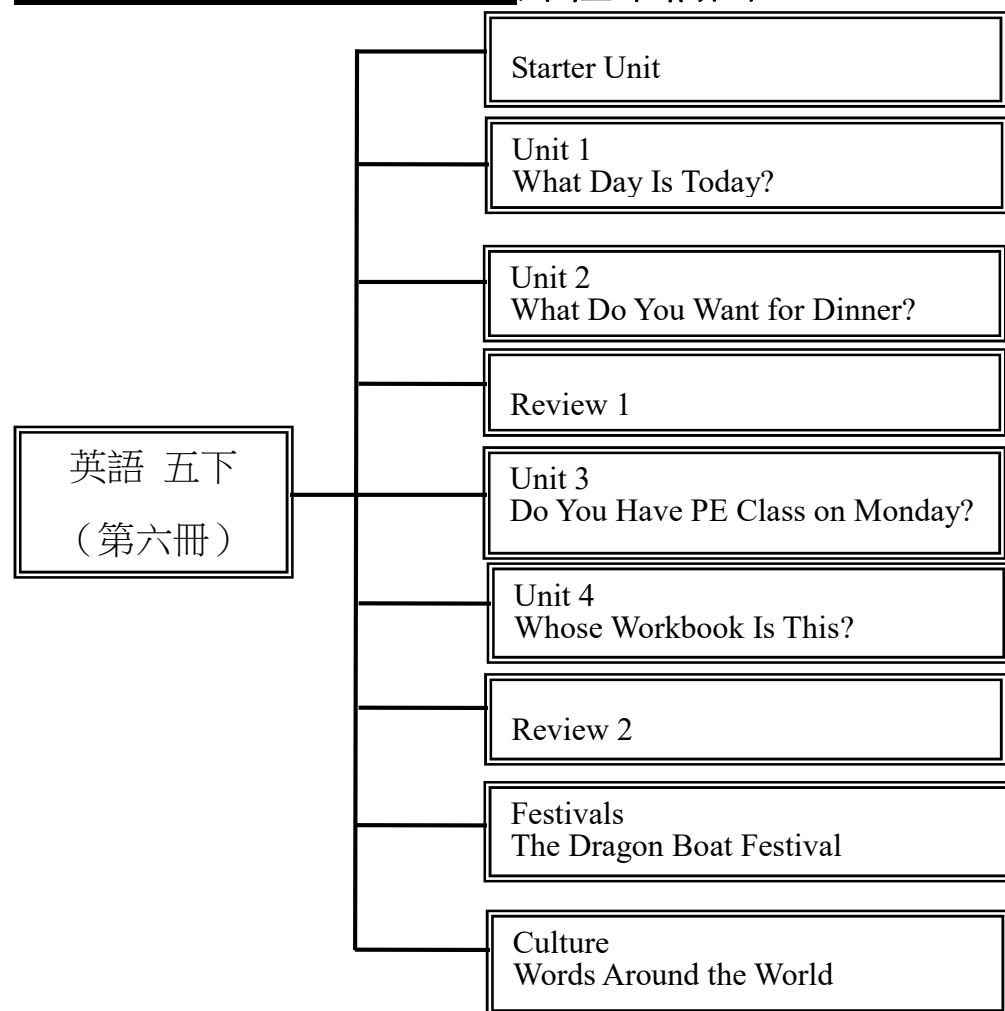 Starter Unit
Unit 1
What Day Is Today?
Unit 2
What Do You Want for Dinner?
Review 1
英語 五下
（第六冊）
Unit 3
Do You Have PE Class on Monday?
Unit 4
Whose Workbook Is This?
Review 2
Festivals
The Dragon Boat Festival
Culture
Words Around the World